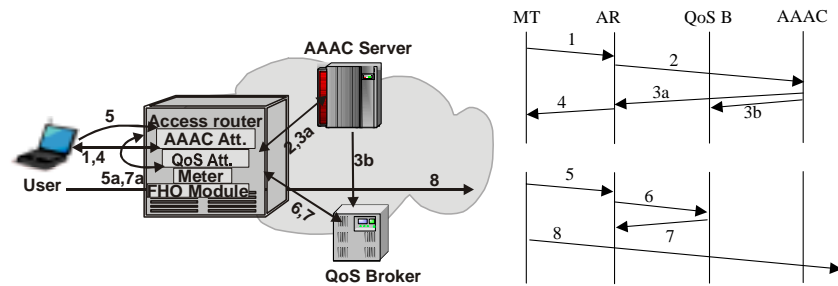 AAAC Server
5
Access router
AAAC Att.
QoS Att.
Meter
FHO Module
1,4
User
5a,7a
2,3a
3b
8
6,7
QoS Broker
MT AR QoS B AAAC
1
2
3a
4
3b
5
6
7
8